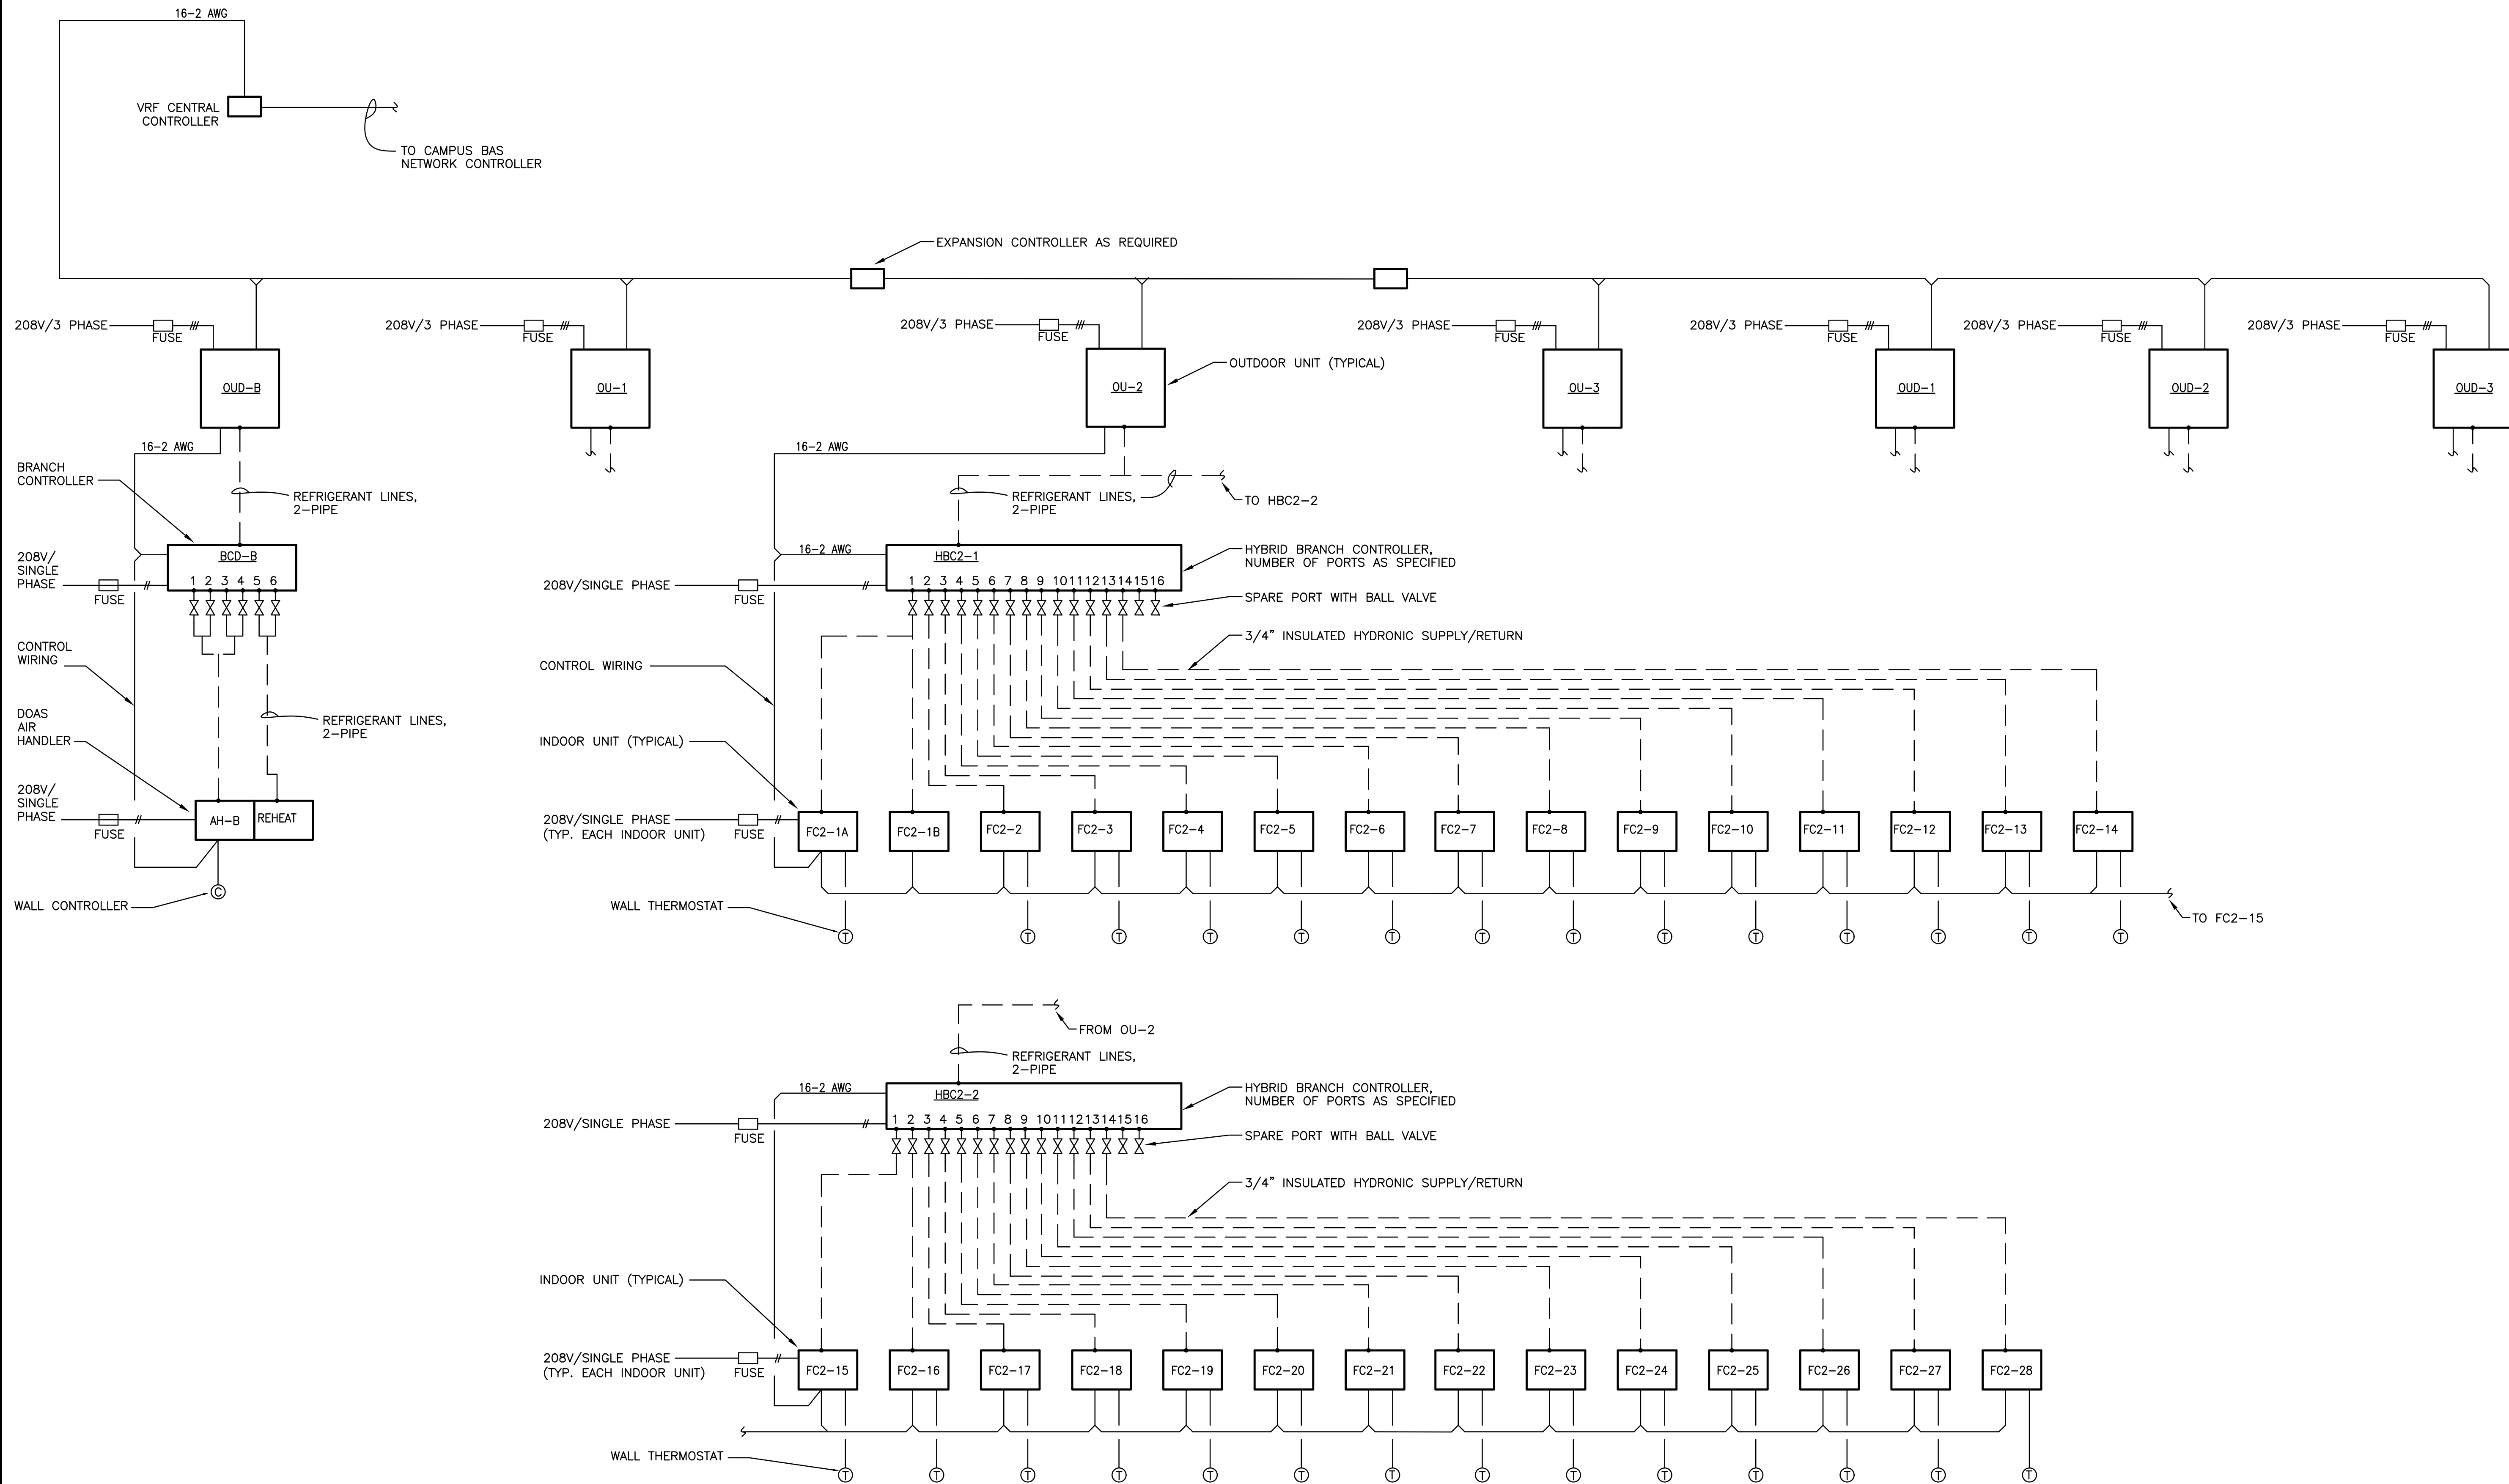 16-2 AWG
VRF CENTRAL
CONTROLLER
TO CAMPUS BAS
NETWORK CONTROLLER
EXPANSION CONTROLLER AS REQUIRED
208V/3 PHASE
FUSE
208V/3 PHASE
FUSE
208V/3 PHASE
FUSE
208V/3 PHASE
FUSE
208V/3 PHASE
FUSE
208V/3 PHASE
FUSE
208V/3 PHASE
FUSE
OUD-B
OU-1
OU-2
OUTDOOR UNIT (TYPICAL)
OU-3
OUD-1
OUD-2
OUD-3
16-2 AWG
BRANCH
CONTROLLER
REFRIGERANT LINES,
2-PIPE
208V/
SINGLE
PHASE
FUSE
BCD-B
1 2 3 4 5 6
CONTROL
WIRING
DOAS
AIR
HANDLER
REFRIGERANT LINES,
2-PIPE
208V/
SINGLE
PHASE
FUSE
AH-B
REHEAT
C
WALL CONTROLLER
16-2 AWG
REFRIGERANT LINES,
2-PIPE
TO HBC2-2
16-2 AWG
HBC2-1
HYBRID BRANCH CONTROLLER,
NUMBER OF PORTS AS SPECIFIED
208V/SINGLE PHASE
FUSE
1 2 3 4 5 6 7 8 9 10 11 12 13 14 15 16
SPARE PORT WITH BALL VALVE
3/4" INSULATED HYDRONIC SUPPLY/RETURN
CONTROL WIRING
INDOOR UNIT (TYPICAL)
208V/SINGLE PHASE
(TYP. EACH INDOOR UNIT)
FUSE
FC2-1A
FC2-1B
FC2-2
FC2-3
FC2-4
FC2-5
FC2-6
FC2-7
FC2-8
FC2-9
FC2-10
FC2-11
FC2-12
FC2-13
FC2-14
WALL THERMOSTAT
TO FC2-15
T T T T T T T T T T T T T T
FROM OU-2
REFRIGERANT LINES,
2-PIPE
16-2 AWG
HBC2-2
HYBRID BRANCH CONTROLLER,
NUMBER OF PORTS AS SPECIFIED
208V/SINGLE PHASE
FUSE
1 2 3 4 5 6 7 8 9 10 11 12 13 14 15 16
SPARE PORT WITH BALL VALVE
3/4" INSULATED HYDRONIC SUPPLY/RETURN
INDOOR UNIT (TYPICAL)
208V/SINGLE PHASE
(TYP. EACH INDOOR UNIT)
FUSE
FC2-15
FC2-16
FC2-17
FC2-18
FC2-19
FC2-20
FC2-21
FC2-22
FC2-23
FC2-24
FC2-25
FC2-26
FC2-27
FC2-28
WALL THERMOSTAT
T T T T T T T T T T T T T T